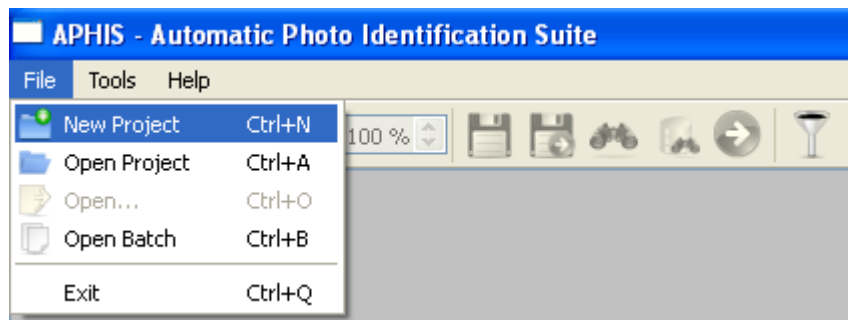 APHIS - Automatic Photo Identification Suite
File Tools Help
New Project Ctrl+N
100 %
Open Project Ctrl+A
Open... Ctrl+O
Open Batch Ctrl+B
Exit Ctrl+Q